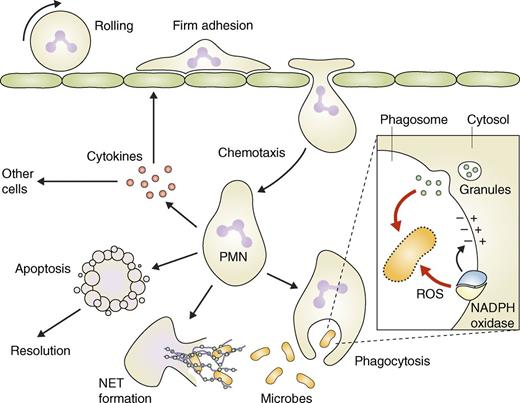 Rolling
Firm adhesion
Phagosome
Cytosol
Cytokines
Chemotaxis
Other
cells
Granules
PMN
Apoptosis
ROS
NADPH
oxidase
Resolution
Phagocytosis
NET
formation
Microbes